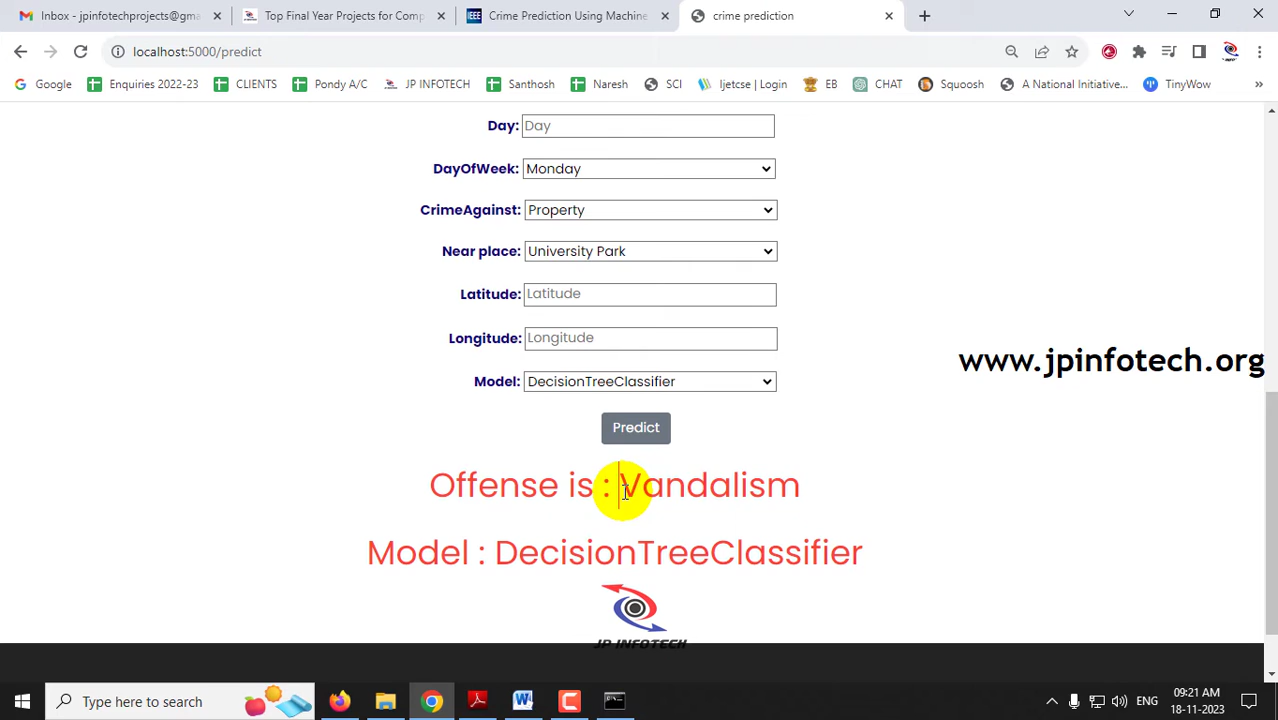 Inbox - jpinfotechprojects@gma
Top Final Year Projects for Comp
IEEE
Crime Prediction Using Machine
crime prediction
localhost:5000/predict
Google
Enquiries 2022-23
CLIENTS
Pondy A/C
JP INFOTECH
Santhosh
Naresh
SCI
Ijetcse | Login
EB
CHAT
Squoosh
A National Initiative...
TinyWow
Day: Day
DayOfWeek: Monday
CrimeAgainst: Property
Near place: University Park
Latitude: Latitude
Longitude: Longitude
Model: DecisionTreeClassifier
Predict
www.jpinfotech.org
Offense is : Vandalism
Model : DecisionTreeClassifier
JP INFOTECH
Type here to search
ENG
09:21 AM
18-11-2023